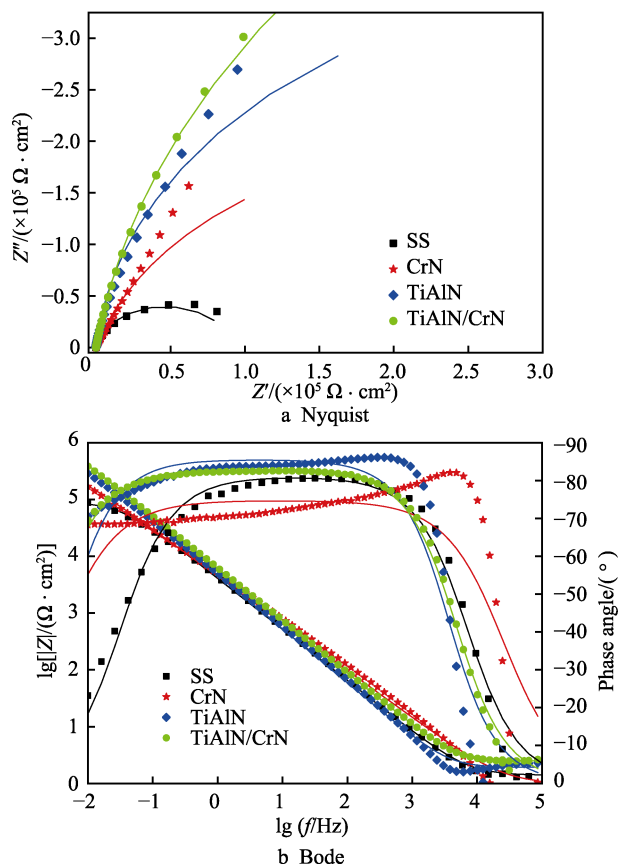 −3.0
−2.5
−2.0
−1.5
−1.0
−0.5
0
Z″/(×10⁵ Ω · cm²)
SS
CrN
TiAlN
TiAlN/CrN
0 0.5 1.0 1.5 2.0 2.5 3.0
Z′/(×10⁵ Ω · cm²)
a Nyquist
6
5
4
3
2
1
0
lg[|Z|/(Ω · cm²)]
−90
−80
−70
−60
−50
−40
−30
−20
−10
0
Phase angle/( ° )
SS
CrN
TiAlN
TiAlN/CrN
−2 −1 0 1 2 3 4 5
lg (f/Hz)
b Bode